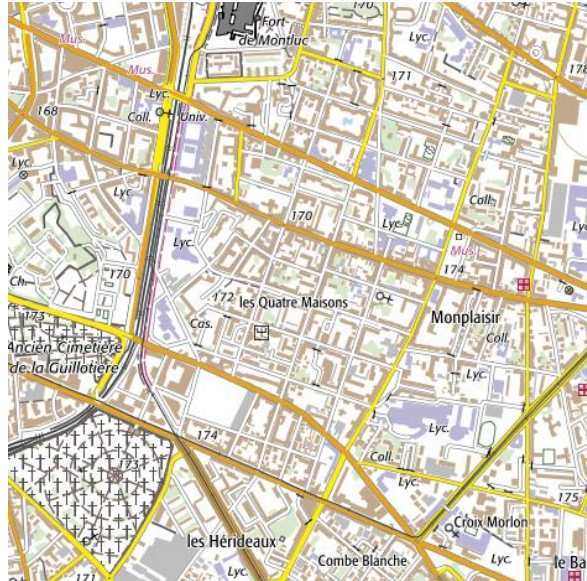 Fort
de Montluc
170
Lyc.
Mus.
171
178
Mus.
168
Lyc.
Coll.
Univ.
Lyc.
Lyc.
Coll.
170
Lyc.
Lyc.
Lyc.
Mus.
174
170
Ch.
172
les Quatre Maisons
173
Cas.
Monplaisir
Coll.
Ancien Cimetière
de la Guillotière
Lyc.
174
Lyc.
Coll.
173
Lyc.
175
Croix Morlon
les Hérideaux
Combe Blanche
le Ba
171